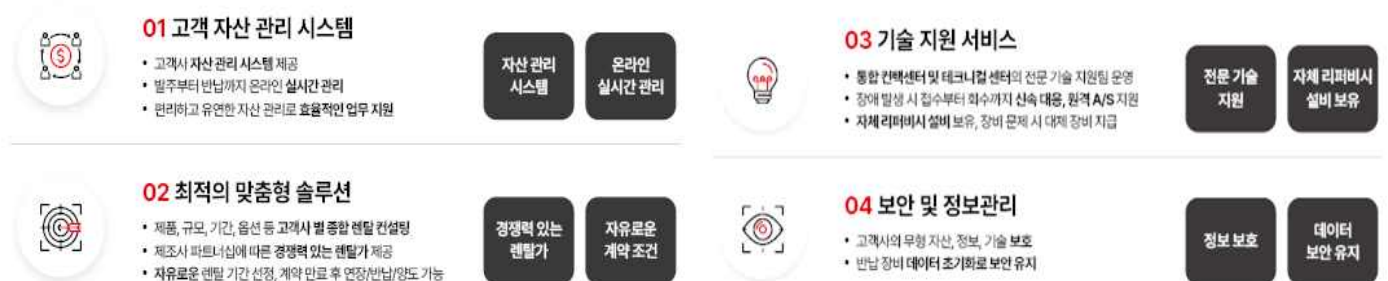 01 고객 자산 관리 시스템
• 고객사 자산 관리 시스템 제공
• 발주부터 반납까지 온라인 실시간 관리
• 편리하고 유연한 자산 관리로 효율적인 업무 지원
자산 관리
시스템
온라인
실시간 관리
02 최적의 맞춤형 솔루션
• 제품, 규모, 기간, 옵션 등 고객사 별 종합 렌탈 컨설팅
• 제조사 파트너십에 따른 경쟁력 있는 렌탈가 제공
• 자유로운 렌탈 기간 선정, 계약 만료 후 연장/반납/양도 가능
경쟁력 있는
렌탈가
자유로운
계약 조건
03 기술 지원 서비스
• 통합 컨택센터 및 테크니컬 센터의 전문 기술 지원팀 운영
• 장애 발생 시 접수부터 회수까지 신속 대응, 원격 A/S 지원
• 자체 리퍼비시 설비 보유, 장비 문제 시 대체 장비 지급
전문 기술
지원
자체 리퍼비시
설비 보유
04 보안 및 정보관리
• 고객사의 무형 자산, 정보, 기술 보호
• 반납 장비 데이터 초기화로 보안 유지
정보 보호
데이터
보안 유지